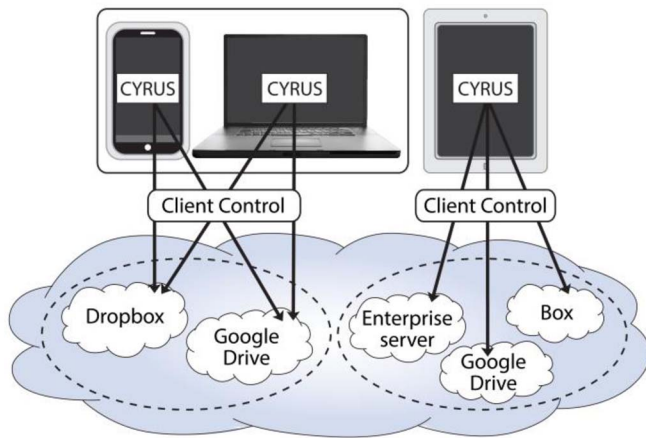 CYRUS
CYRUS
CYRUS
Client Control
Client Control
Dropbox
Google
Drive
Enterprise
server
Box
Google
Drive